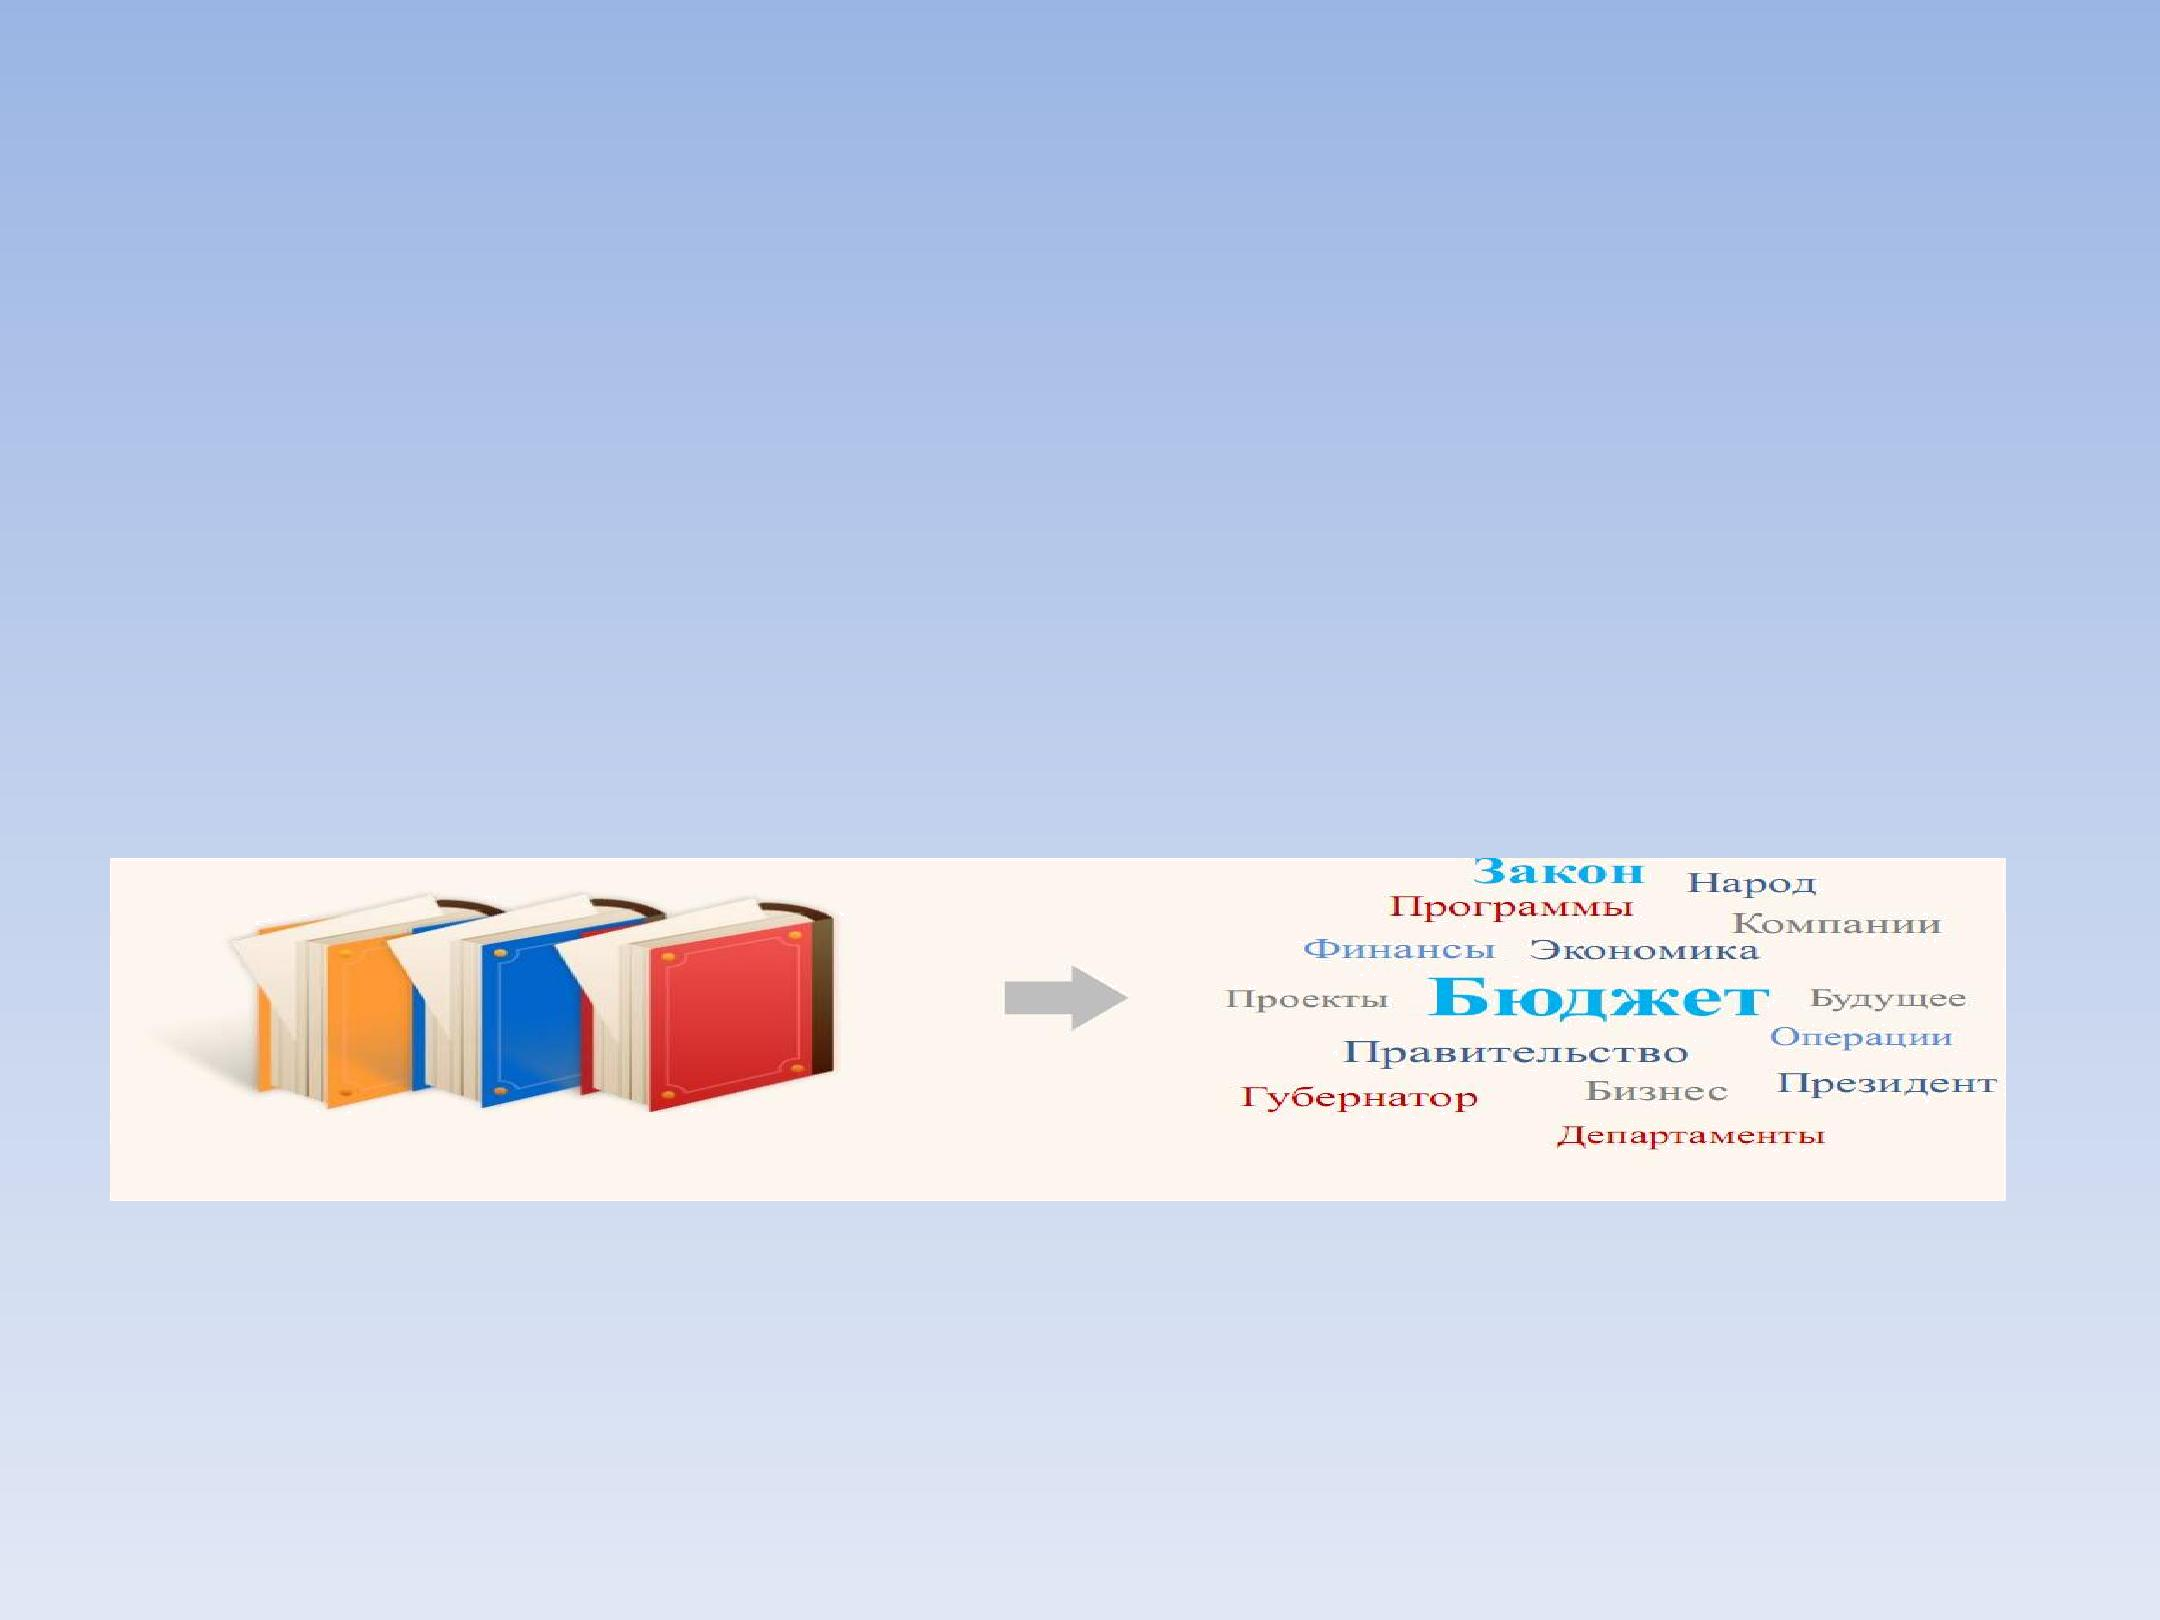 Закон Народ
Программы
Компании
Финансы Экономика
Проекты Бюджет Будущее
Операции
Правительство
Президент
Губернатор Бизнес
Департаменты